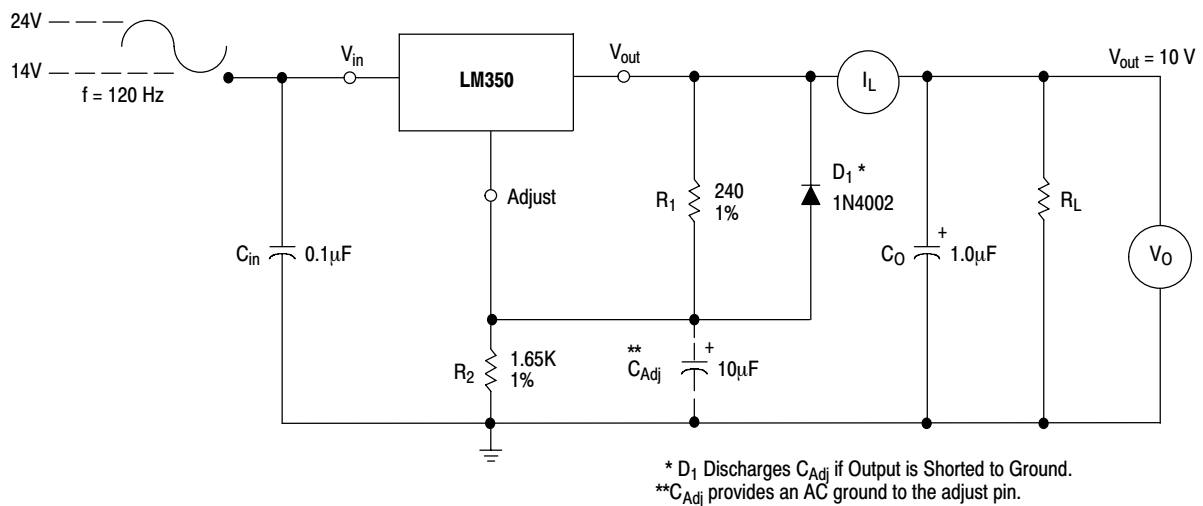 24V
14V
f = 120 Hz
Vin
LM350
Vout
IL
Vout = 10 V
Adjust
R1
240
1%
D1 *
1N4002
Cin
0.1µF
CO
+
1.0µF
RL
VO
R2
1.65K
1%
**
CAdj
+
10µF
* D1 Discharges CAdj if Output is Shorted to Ground.
**CAdj provides an AC ground to the adjust pin.